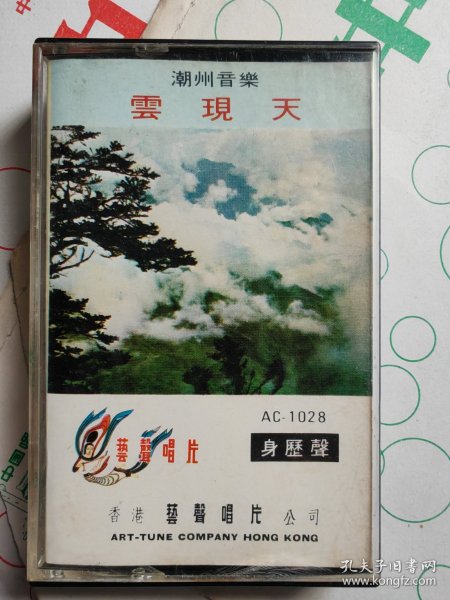 潮州音樂
雲現天
AC-1028
藝聲唱片
身歷聲
香港 藝聲唱片 公司
ART-TUNE COMPANY HONG KONG
孔夫子旧书网
www.kongfz.com